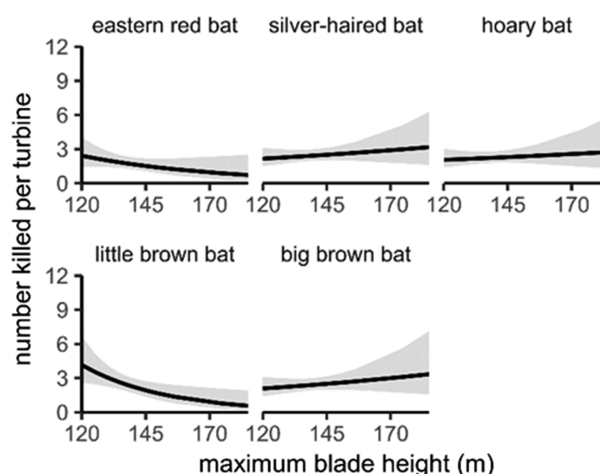 eastern red bat silver-haired bat hoary bat
12
9
6
3
0
120 145 170 120 145 170 120 145 170
little brown bat big brown bat
12
9
6
3
0
120 145 170 120 145 170
number killed per turbine
maximum blade height (m)